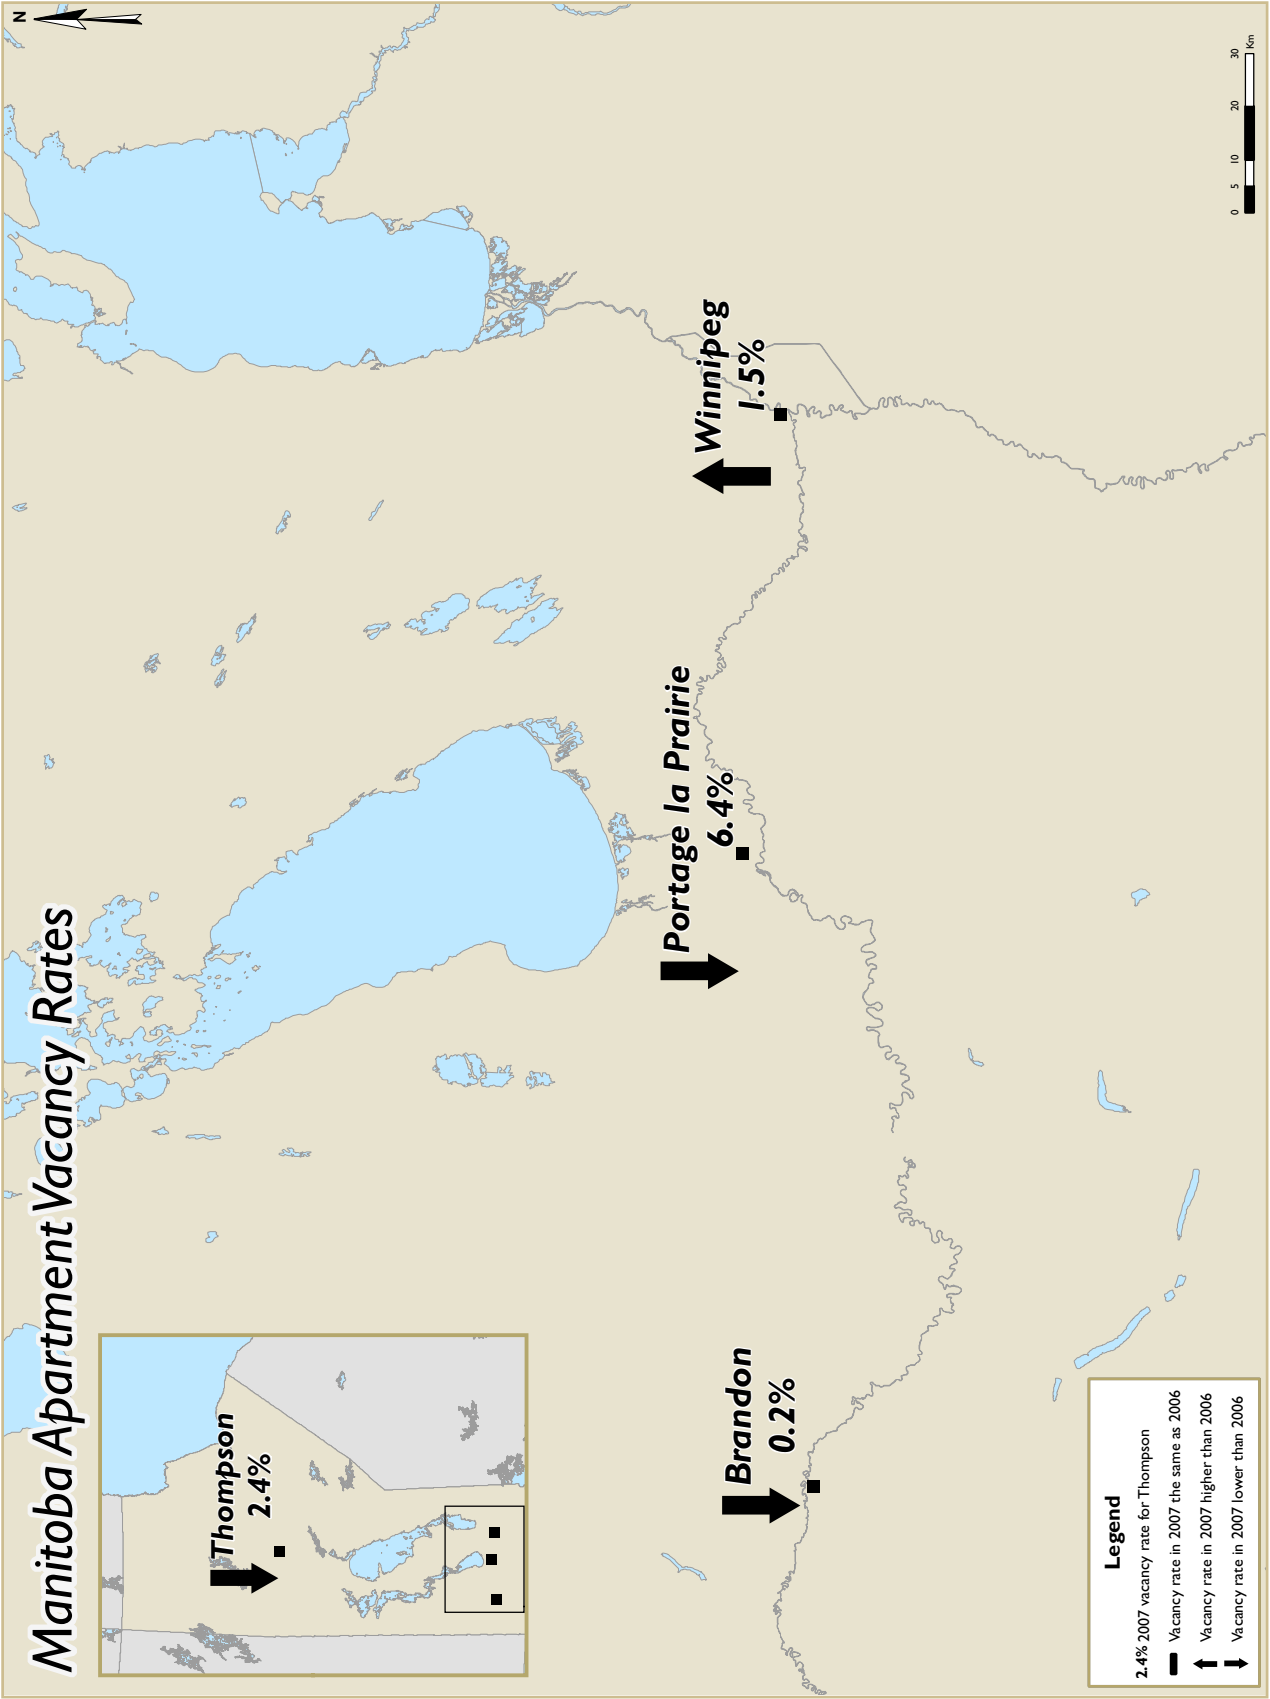 Manitoba Apartment Vacancy Rates
N
Thompson
2.4%
Brandon
0.2%
Portage la Prairie
6.4%
Winnipeg
1.5%
Legend
2.4% 2007 vacancy rate for Thompson
Vacancy rate in 2007 the same as 2006
Vacancy rate in 2007 higher than 2006
Vacancy rate in 2007 lower than 2006
0 5 10 20 30
Km